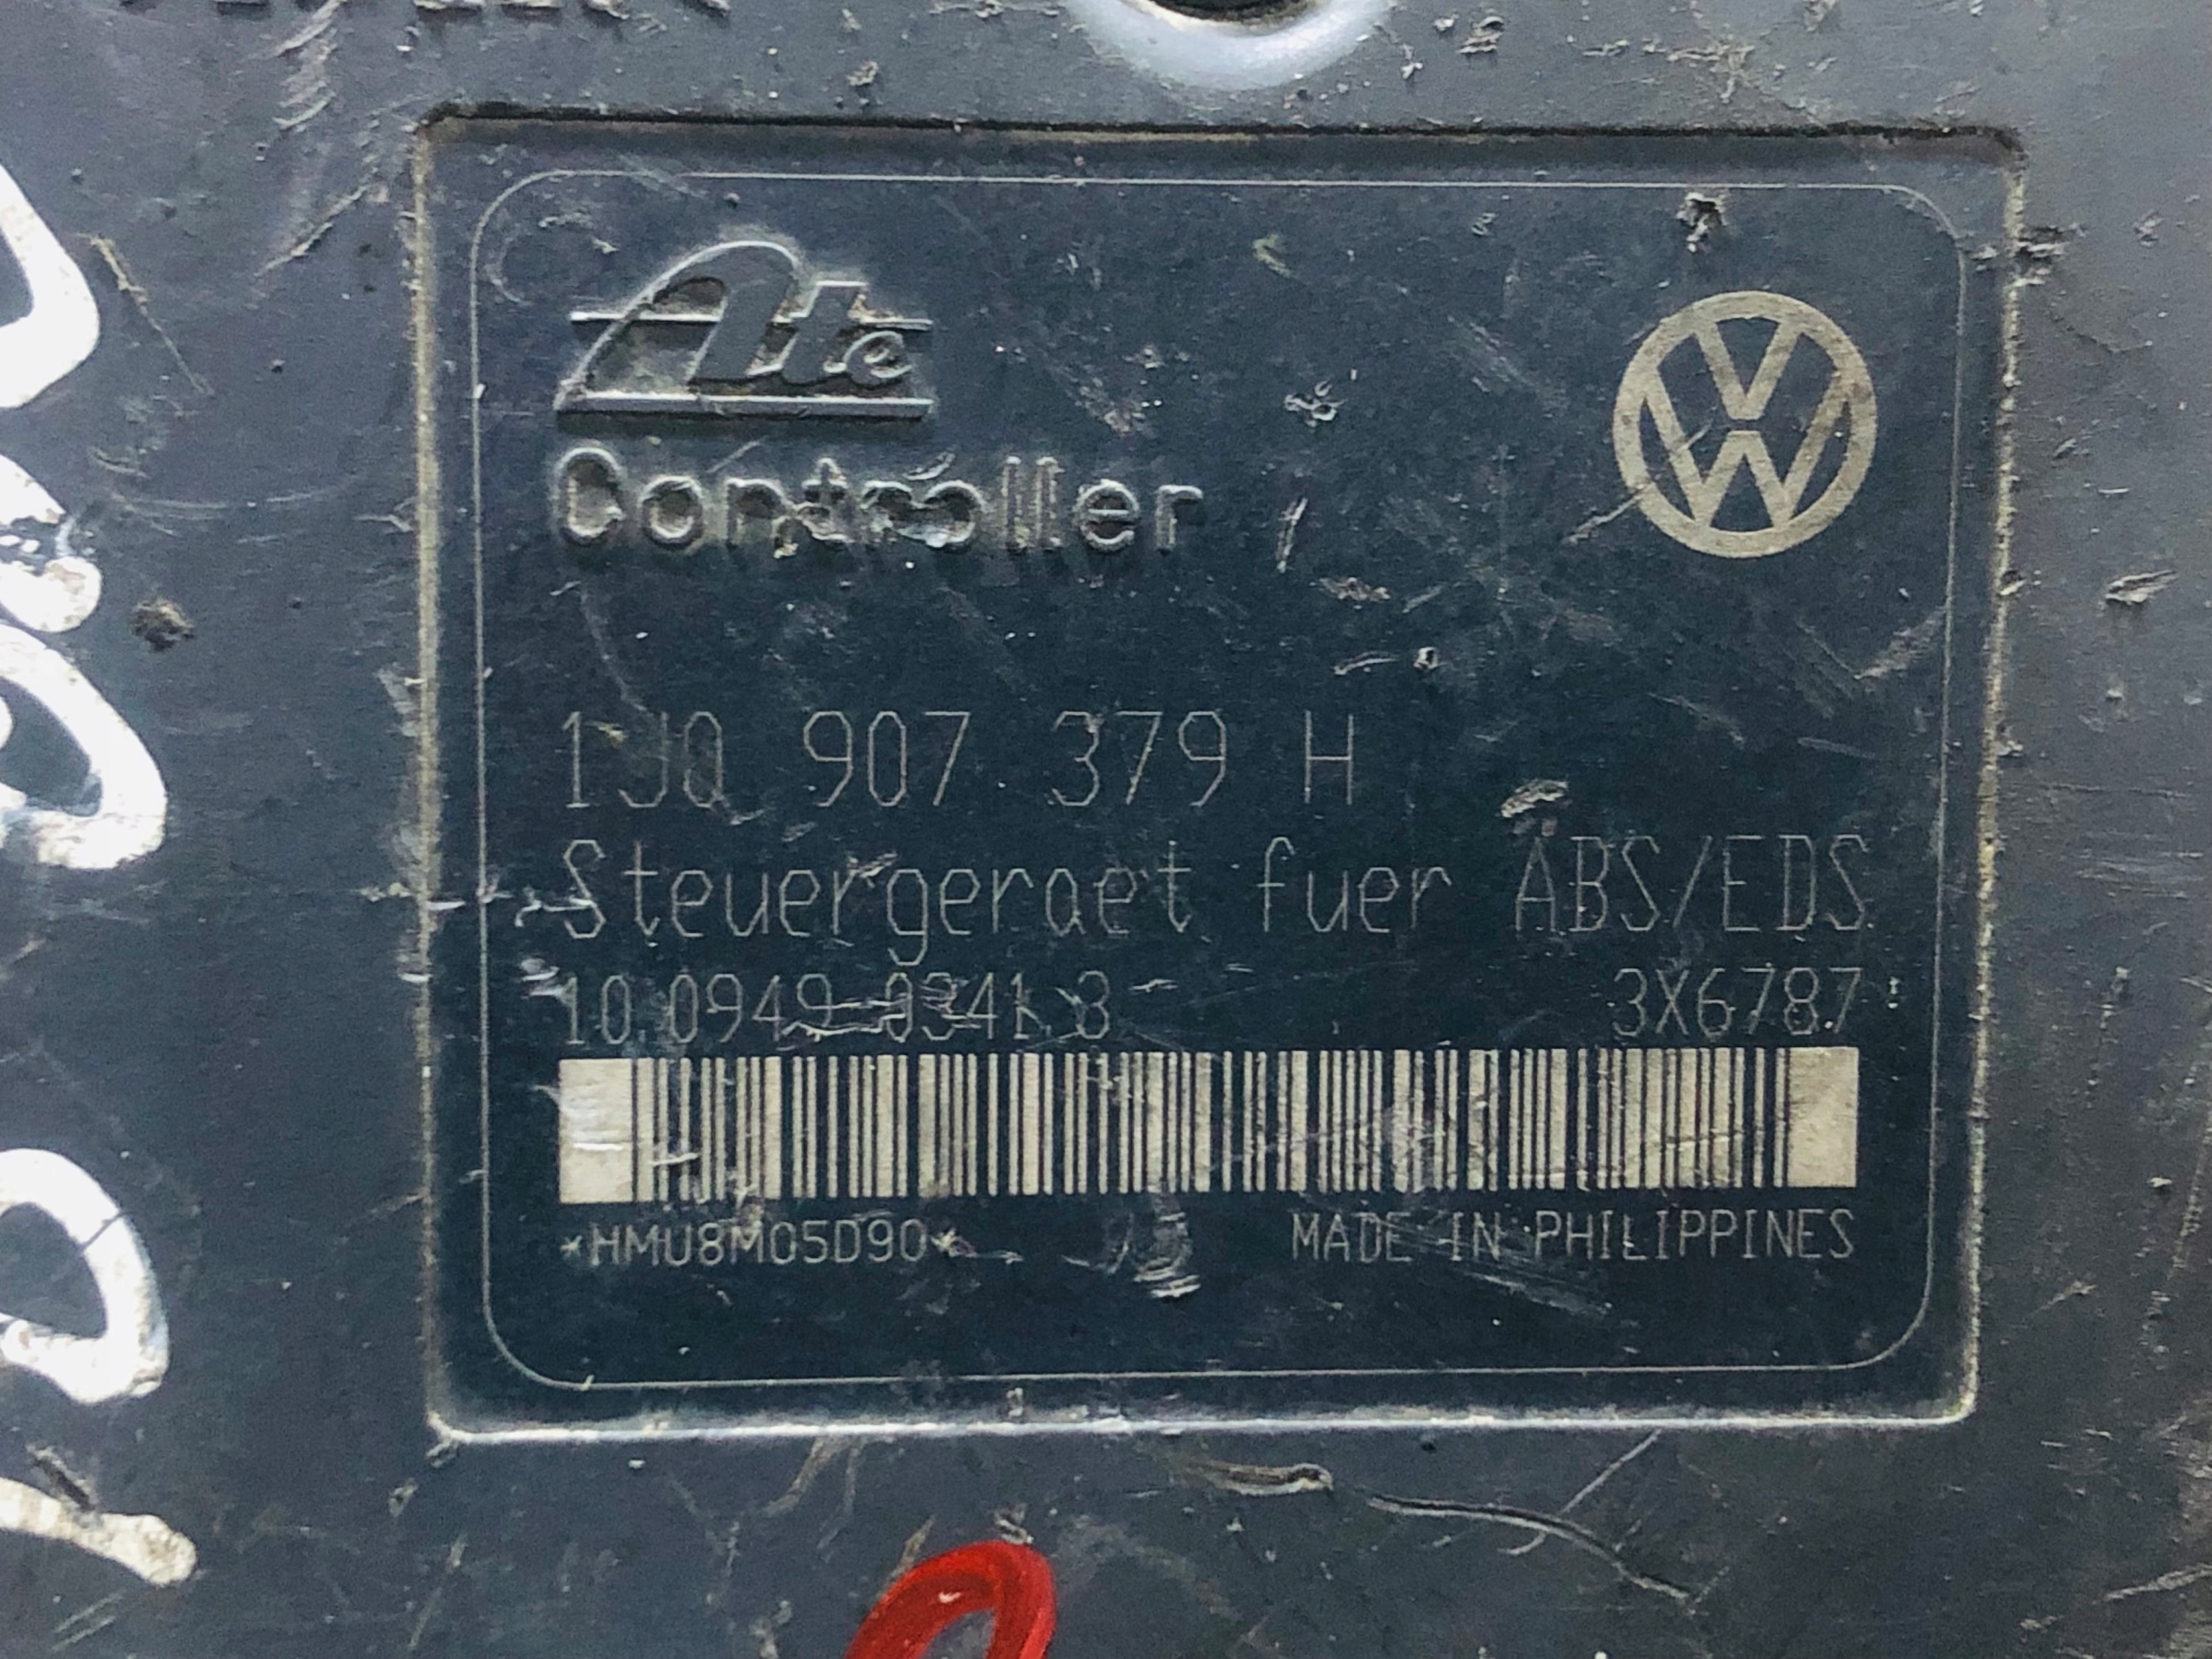 Ate
Controller
1J0 907 379 H
Steuergeraet fuer ABS/EDS
10.0949-0341.3 3X6787
*HMU8M05D90* MADE IN PHILIPPINES